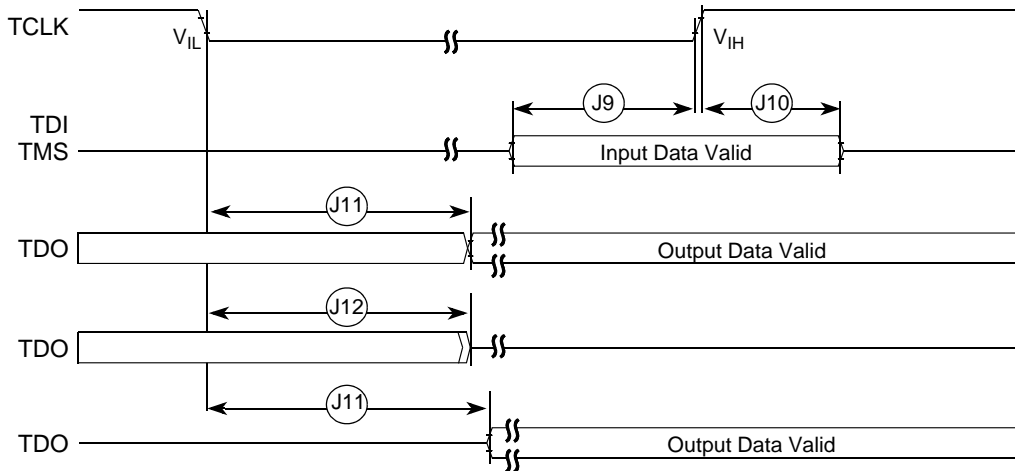 TCLK
VIL
VIH
J9
J10
TDI
TMS
Input Data Valid
J11
TDO
Output Data Valid
J12
TDO
J11
TDO
Output Data Valid